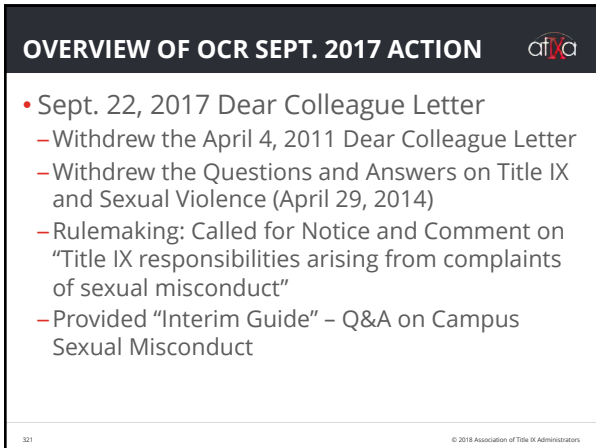 OVERVIEW OF OCR SEPT. 2017 ACTION
atIXa
• Sept. 22, 2017 Dear Colleague Letter
–Withdrew the April 4, 2011 Dear Colleague Letter
–Withdrew the Questions and Answers on Title IX
and Sexual Violence (April 29, 2014)
–Rulemaking: Called for Notice and Comment on
“Title IX responsibilities arising from complaints
of sexual misconduct”
–Provided “Interim Guide” – Q&A on Campus
Sexual Misconduct
321
© 2018 Association of Title IX Administrators